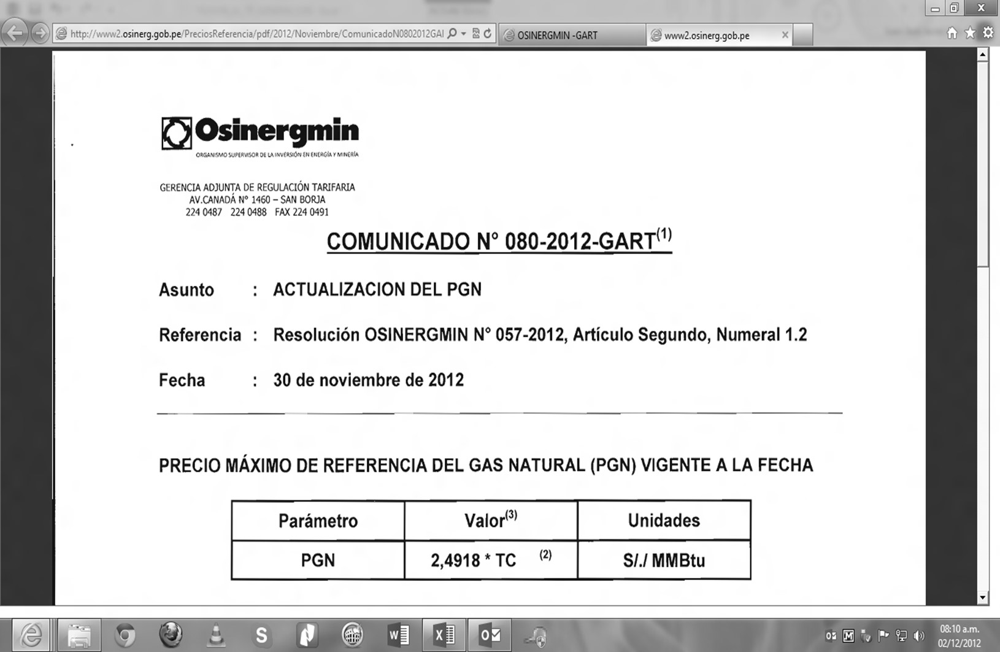 http://www2.osinerg.gob.pe/PreciosReferencia/pdf/2012/Noviembre/ComunicadoN0802012GAI
OSINERGMIN -GART
www2.osinerg.gob.pe
Osinergmin
ORGANISMO SUPERVISOR DE LA INVERSIÓN EN ENERGÍA Y MINERÍA
GERENCIA ADJUNTA DE REGULACIÓN TARIFARIA
AV.CANADÁ N° 1460 – SAN BORJA
224 0487 224 0488 FAX 224 0491
COMUNICADO N° 080-2012-GART(1)
Asunto : ACTUALIZACION DEL PGN
Referencia : Resolución OSINERGMIN N° 057-2012, Artículo Segundo, Numeral 1.2
Fecha : 30 de noviembre de 2012
PRECIO MÁXIMO DE REFERENCIA DEL GAS NATURAL (PGN) VIGENTE A LA FECHA
Parámetro Valor(3) Unidades
PGN 2,4918 * TC (2) S/./ MMBtu
08:10 a.m.
02/12/2012